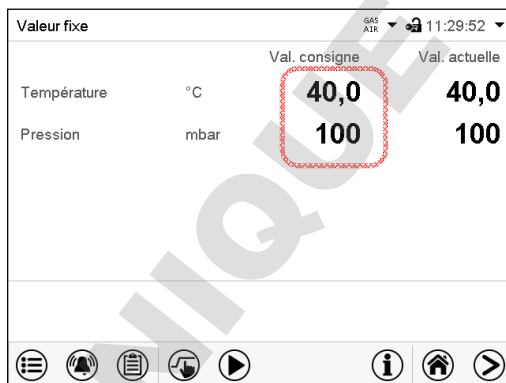 Valeur fixe GAS AIR 11:29:52
Val. consigne Val. actuelle
Température °C 40,0 40,0
Pression mbar 100 100
NIQUE